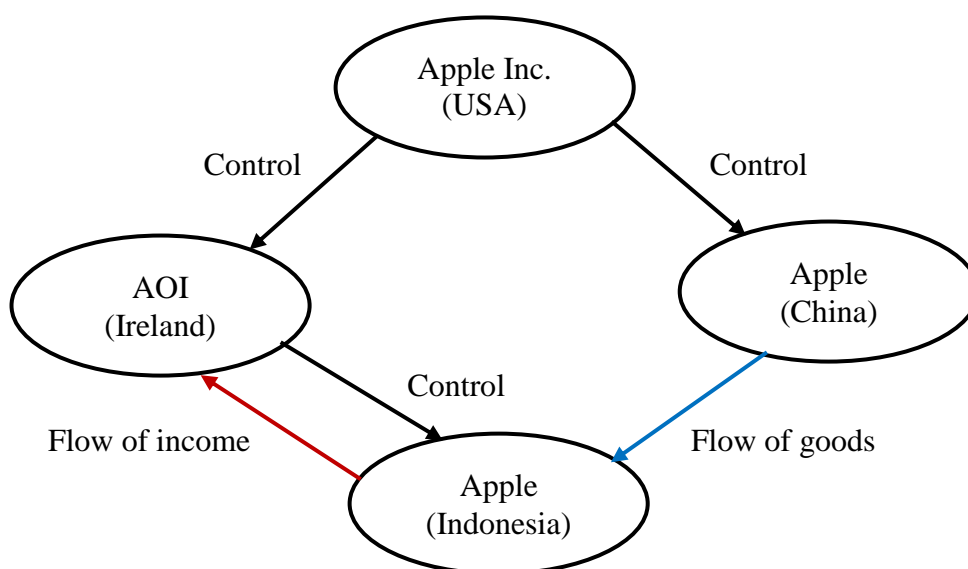 Apple Inc.
(USA)
Control
Control
AOI
(Ireland)
Apple
(China)
Control
Flow of income
Flow of goods
Apple
(Indonesia)